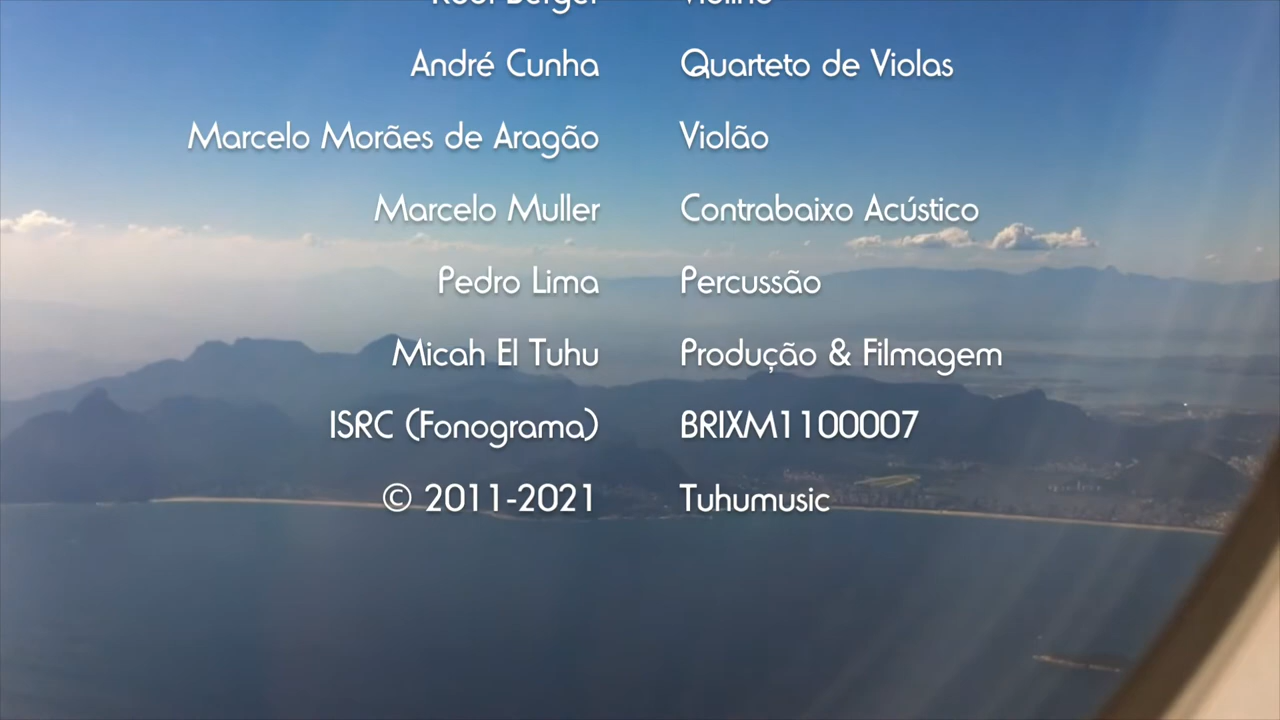 André Cunha Quarteto de Violas
Marcelo Morães de Aragão Violão
Marcelo Muller Contrabaixo Acústico
Pedro Lima Percussão
Micah El Tuhu Produção & Filmagem
ISRC (Fonograma) BRIXM1100007
© 2011-2021 Tuhumusic